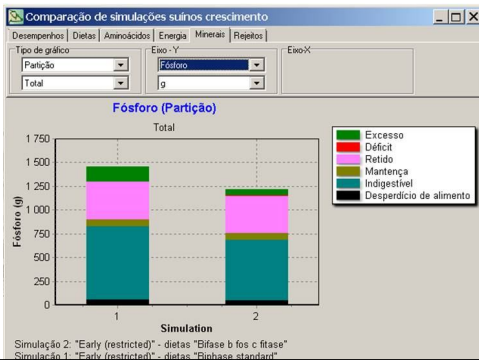 Comparação de simulações suínos crescimento
Desempenhos Dietas Aminoácidos Energia Minerais Rejeitos
Tipo de gráfico Eixo - Y Eixo-X
Partição Fósforo
Total g
Fósforo (Partição)
Total
1 750
1 500
1 250
1 000
750
500
250
0
Fósforo (g)
1 2
Simulation
Excesso
Déficit
Retido
Mantença
Indigestível
Desperdício de alimento
Simulação 2: "Early (restricted)" - dietas "Bifase b fos c fitase"
Simulação 1: "Early (restricted)" - dietas "Biphase standard"